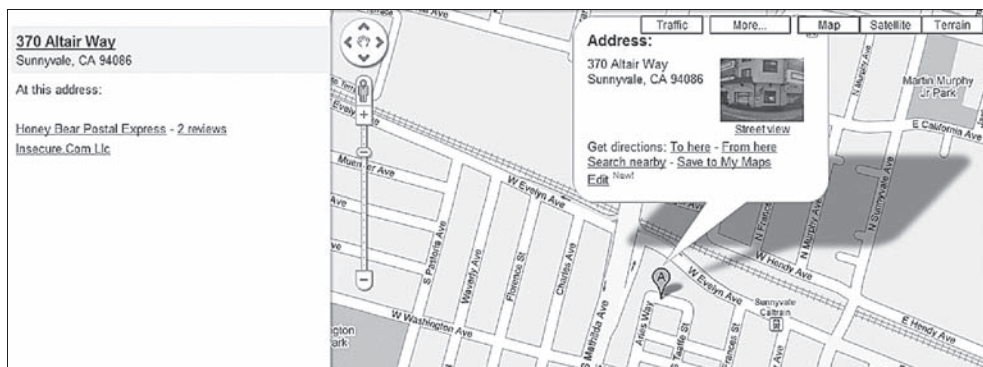 370 Altair Way
Sunnyvale, CA 94086
At this address:
Honey Bear Postal Express - 2 reviews
Insecure.Com Llc
Traffic
More...
Map
Satellite
Terrain
Address:
370 Altair Way
Sunnyvale, CA 94086
Street view
Get directions: To here - From here
Search nearby - Save to My Maps
Edit New!
Martin Murphy
Jr Park
N Murphy Ave
E California Ave
W Evelyn Ave
S Pastoria Ave
Waverly Ave
Florence St
Charles Ave
W Washington Ave
S Mathilda Ave
N Murphy Ave
N Sunnyvale Ave
W Hendy Ave
W Evelyn Ave
A
Aries Way
S Taaffe St
Sunnyvale
Caltrain
E Hendy Ave